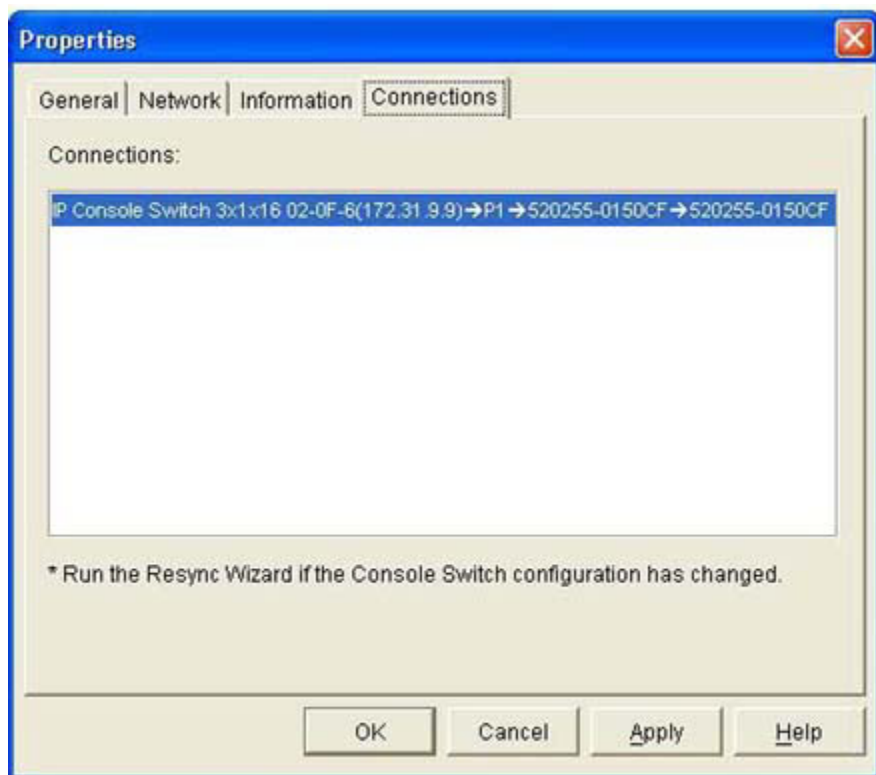 Properties
General Network Information Connections
Connections:
IP Console Switch 3x1x16 02-0F-6(172.31.9.9)→P1→520255-0150CF→520255-0150CF
* Run the Resync Wizard if the Console Switch configuration has changed.
OK Cancel Apply Help